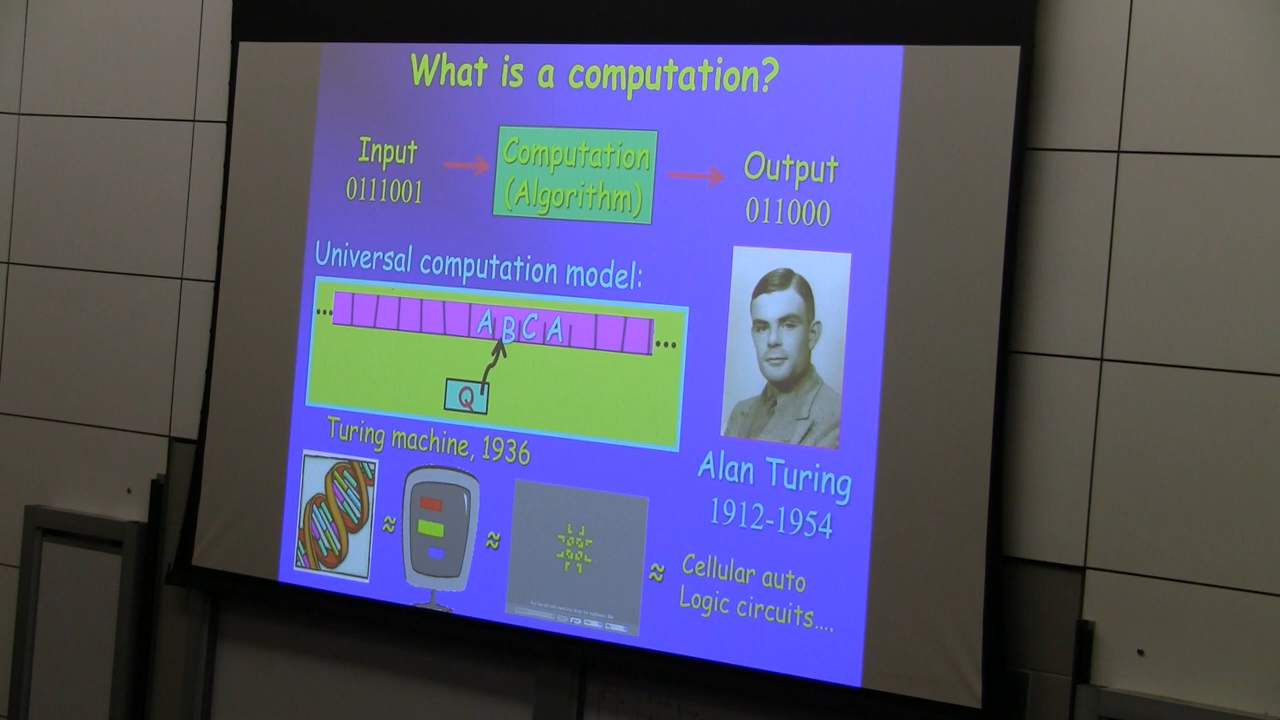 What is a computation?
Input
0111001
Computation
(Algorithm)
Output
011000
Universal computation model:
... A B C A ...
Q
Turing machine, 1936
Alan Turing
1912-1954
≈ ≈ ≈
Cellular auto
Logic circuits....